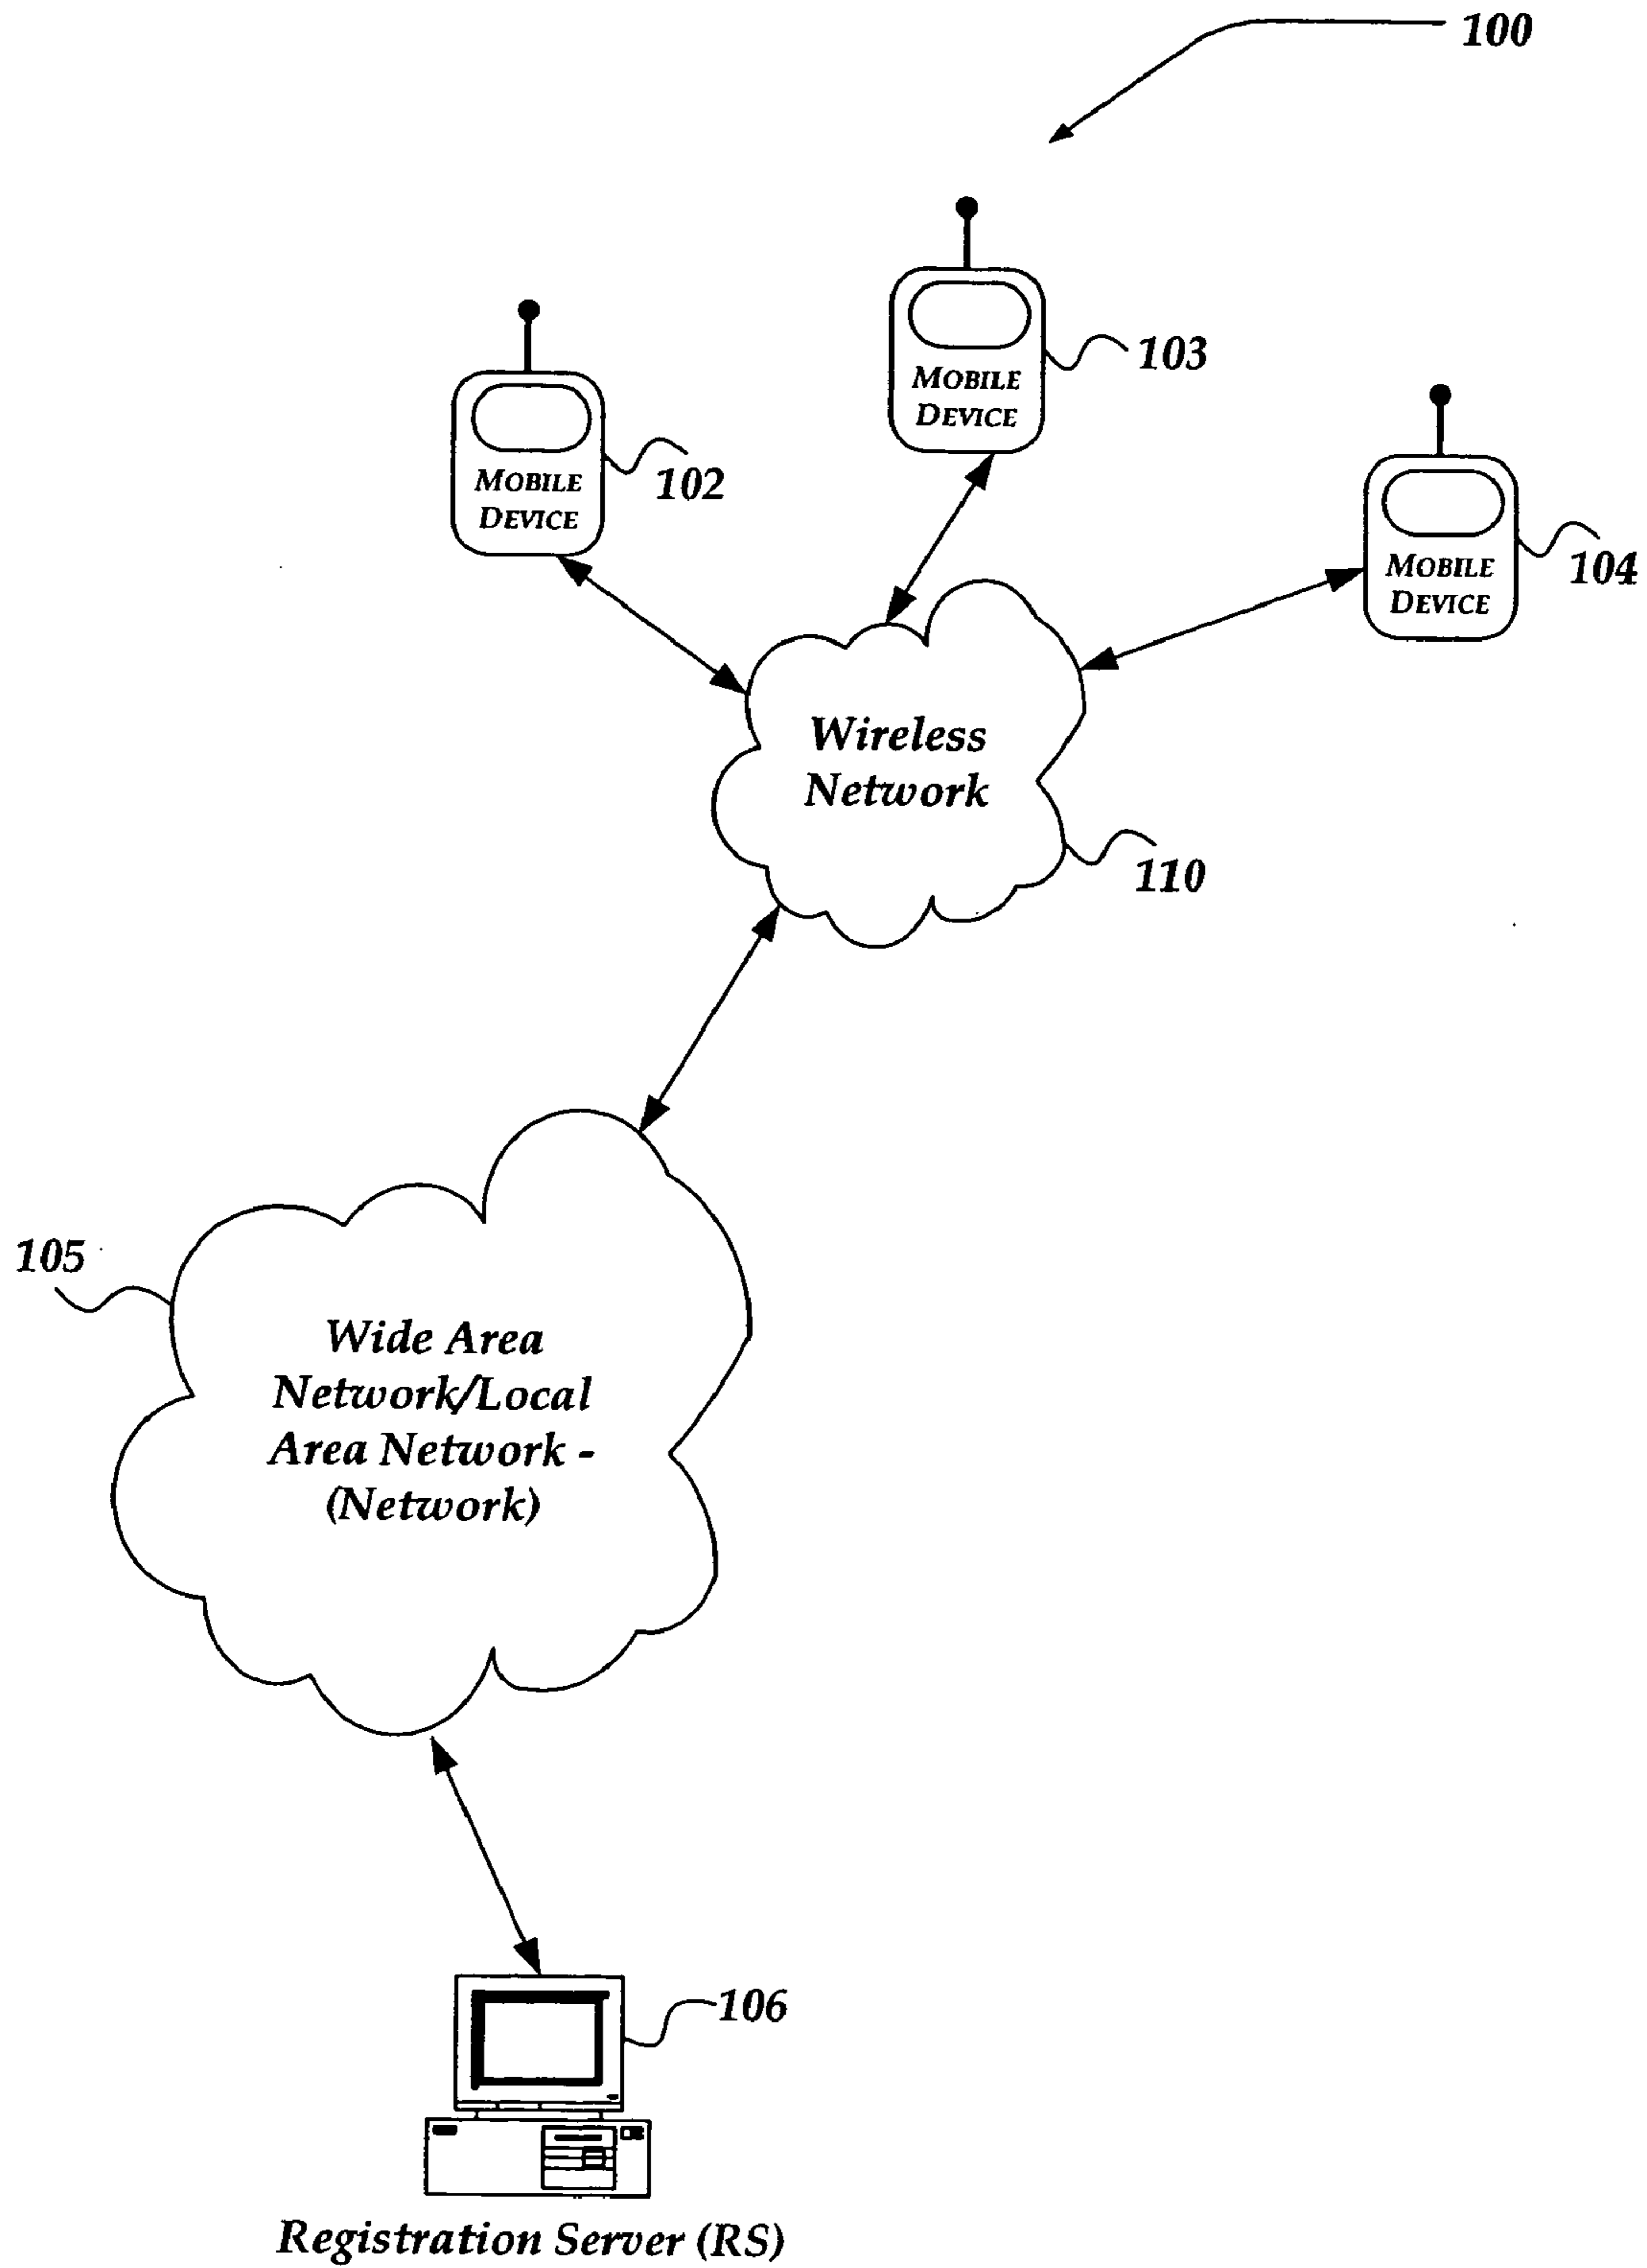 100
103
MOBILE
DEVICE
102
MOBILE
DEVICE
104
MOBILE
DEVICE
Wireless
Network
110
105
Wide Area
Network/Local
Area Network -
(Network)
106
Registration Server (RS)